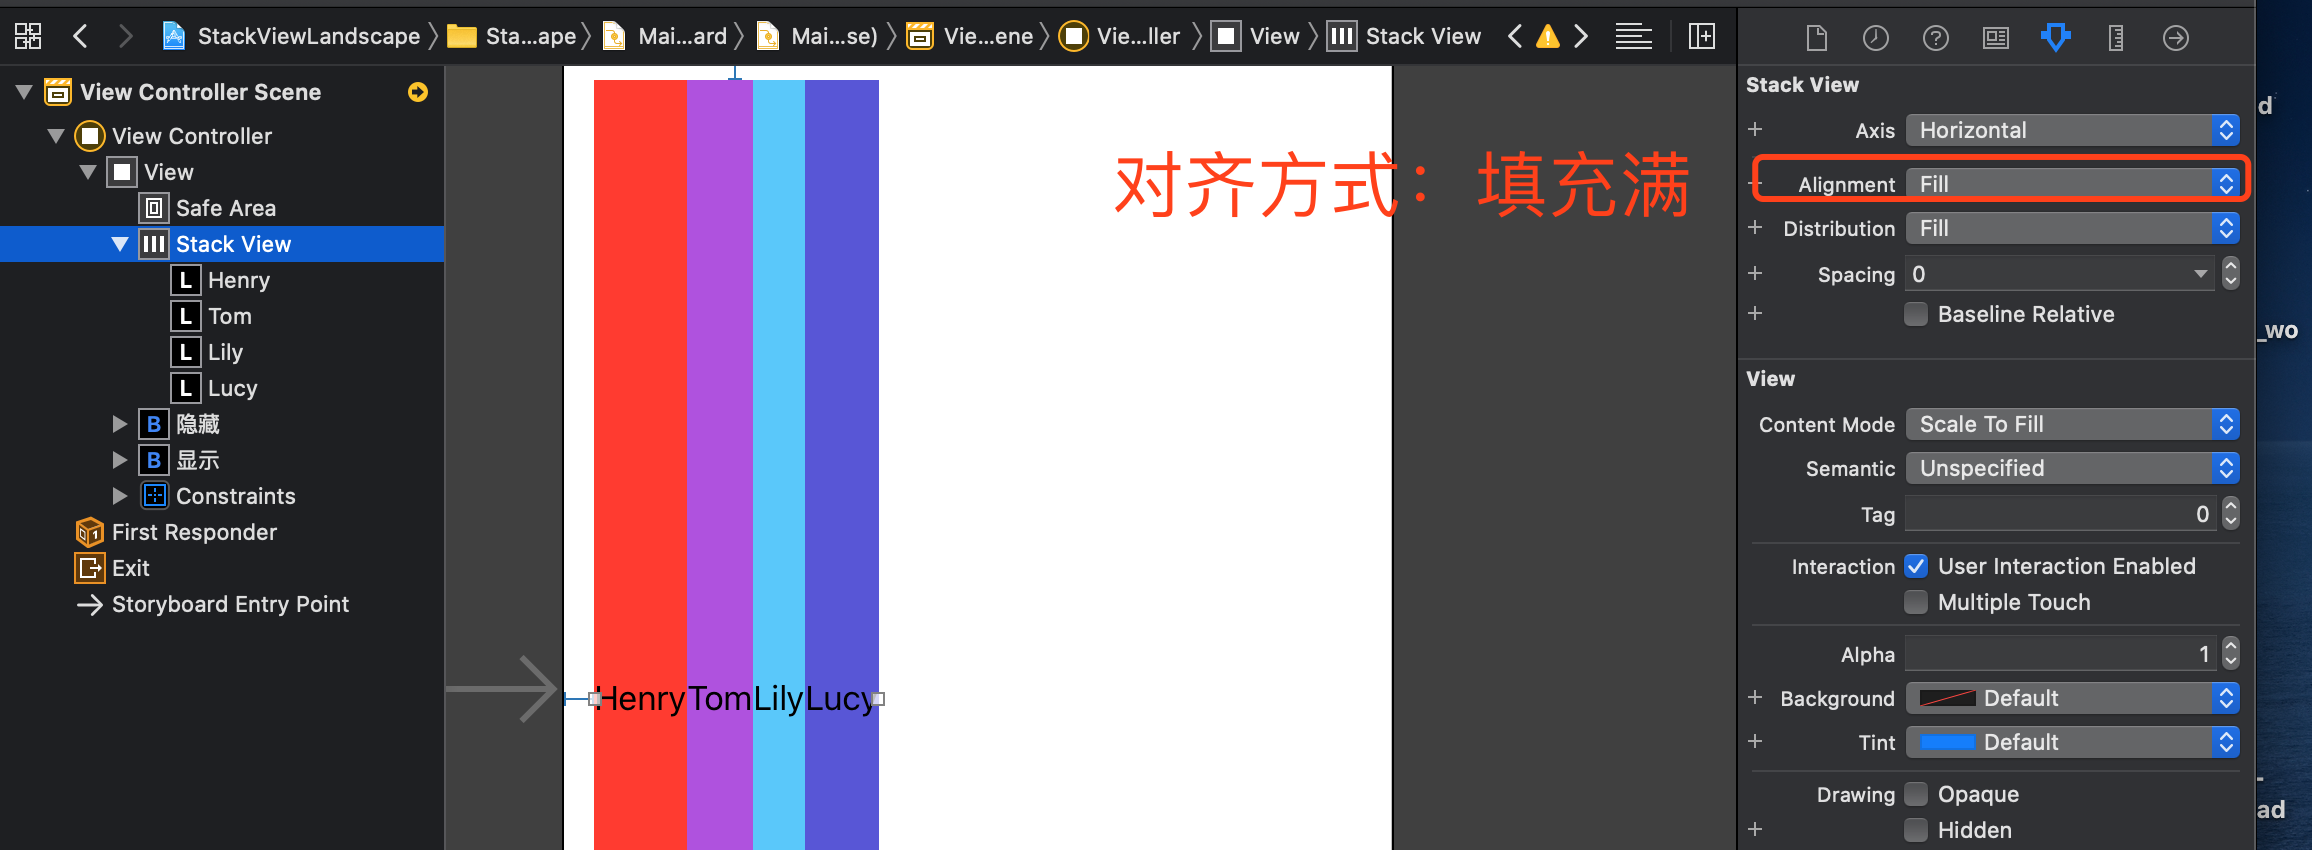 StackViewLandscape
Sta...ape
Mai...ard
Mai...se)
Vie...ene
Vie...ller
View
Stack View
View Controller Scene
View Controller
View
Safe Area
Stack View
L Henry
L Tom
L Lily
L Lucy
B 隐藏
B 显示
Constraints
First Responder
Exit
Storyboard Entry Point
对齐方式：填充满
HenryTomLilyLucy
Stack View
Axis Horizontal
Alignment Fill
Distribution Fill
Spacing 0
Baseline Relative
View
Content Mode Scale To Fill
Semantic Unspecified
Tag 0
Interaction User Interaction Enabled
Multiple Touch
Alpha 1
Background Default
Tint Default
Drawing Opaque
Hidden
d
_wo
ad